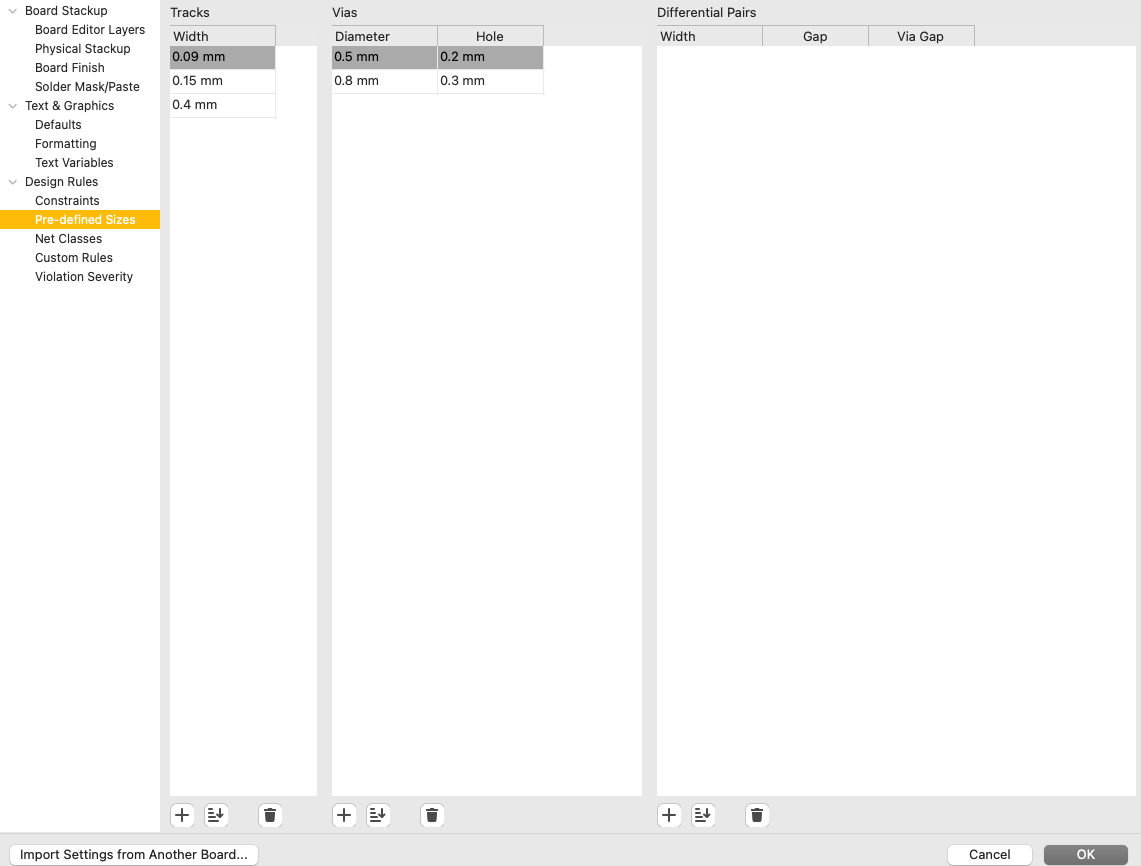 Board Stackup
Board Editor Layers
Physical Stackup
Board Finish
Solder Mask/Paste
Text & Graphics
Defaults
Formatting
Text Variables
Design Rules
Constraints
Pre-defined Sizes
Net Classes
Custom Rules
Violation Severity
Tracks
Width
0.09 mm
0.15 mm
0.4 mm
Vias
Diameter Hole
0.5 mm 0.2 mm
0.8 mm 0.3 mm
Differential Pairs
Width Gap Via Gap
Import Settings from Another Board...
Cancel
OK